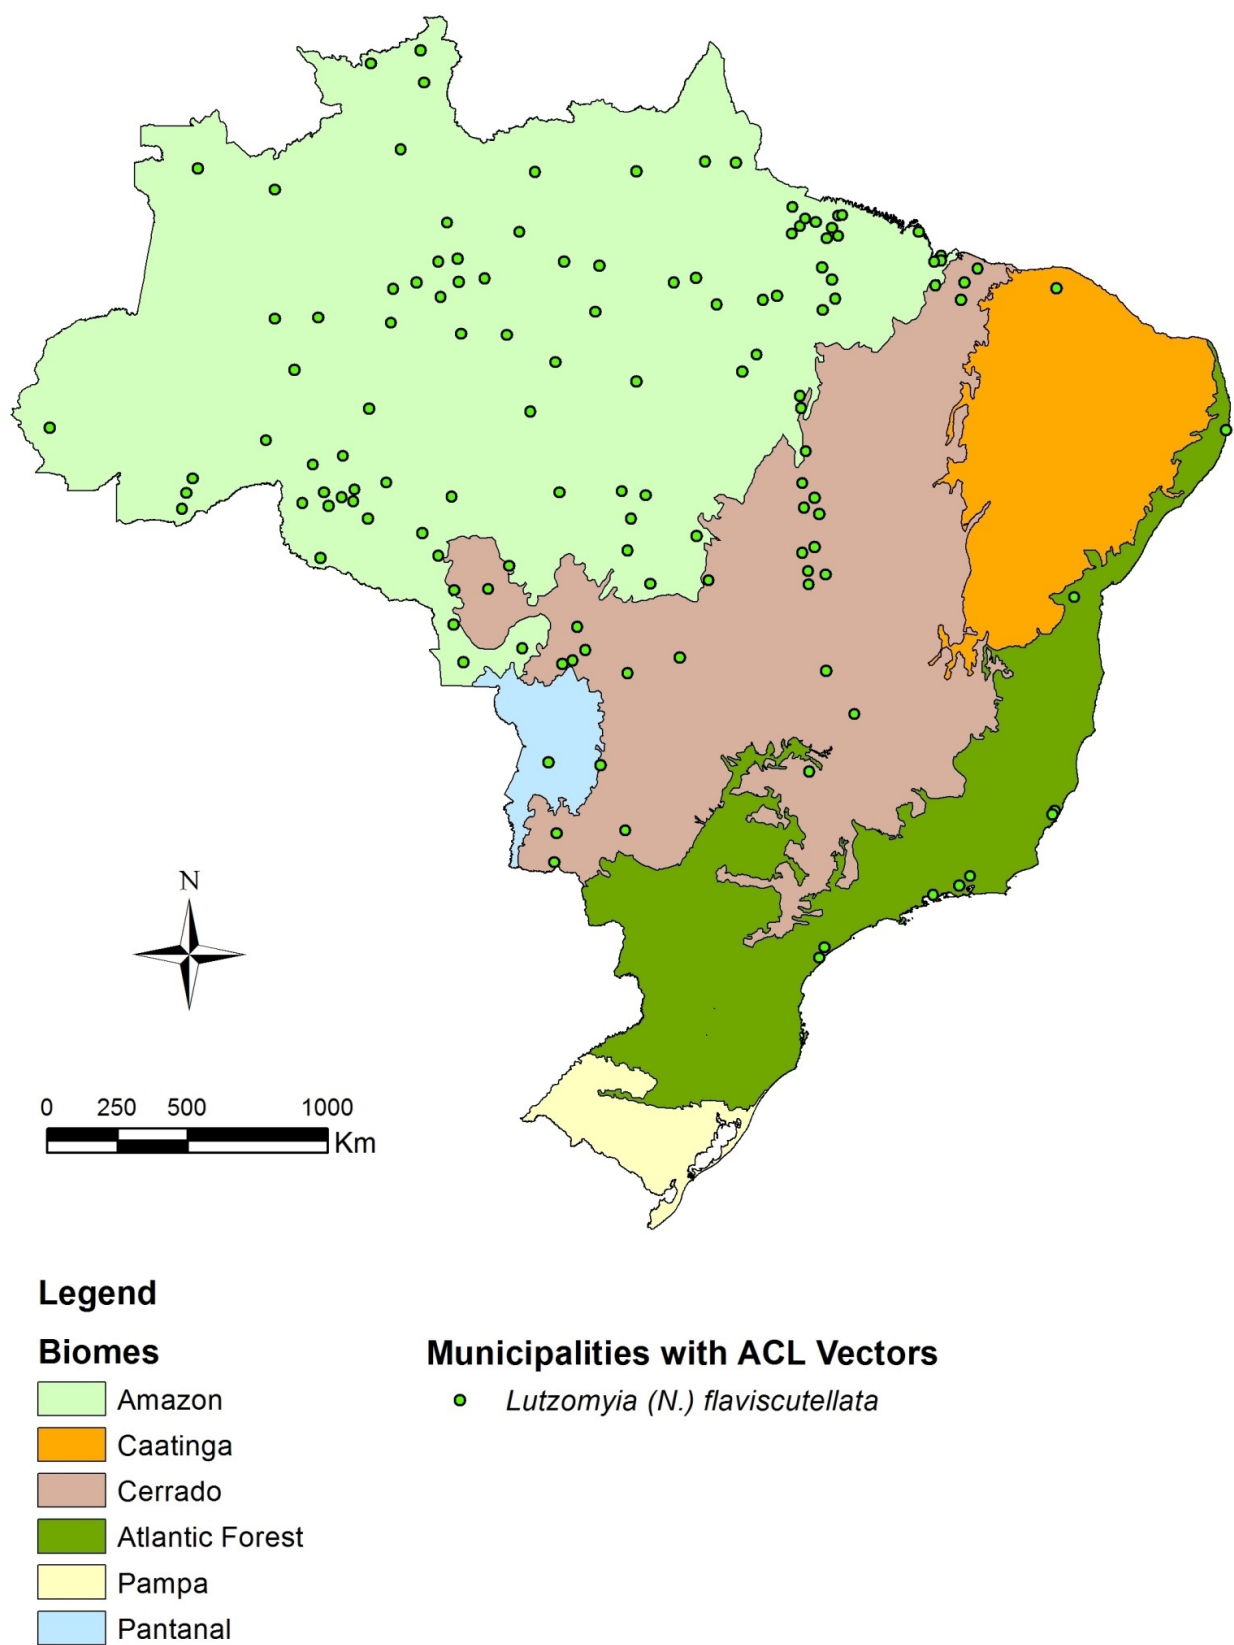 N
0 250 500 1000
Km
Legend
Biomes
Amazon
Caatinga
Cerrado
Atlantic Forest
Pampa
Pantanal
Municipalities with ACL Vectors
Lutzomyia (N.) flaviscutellata